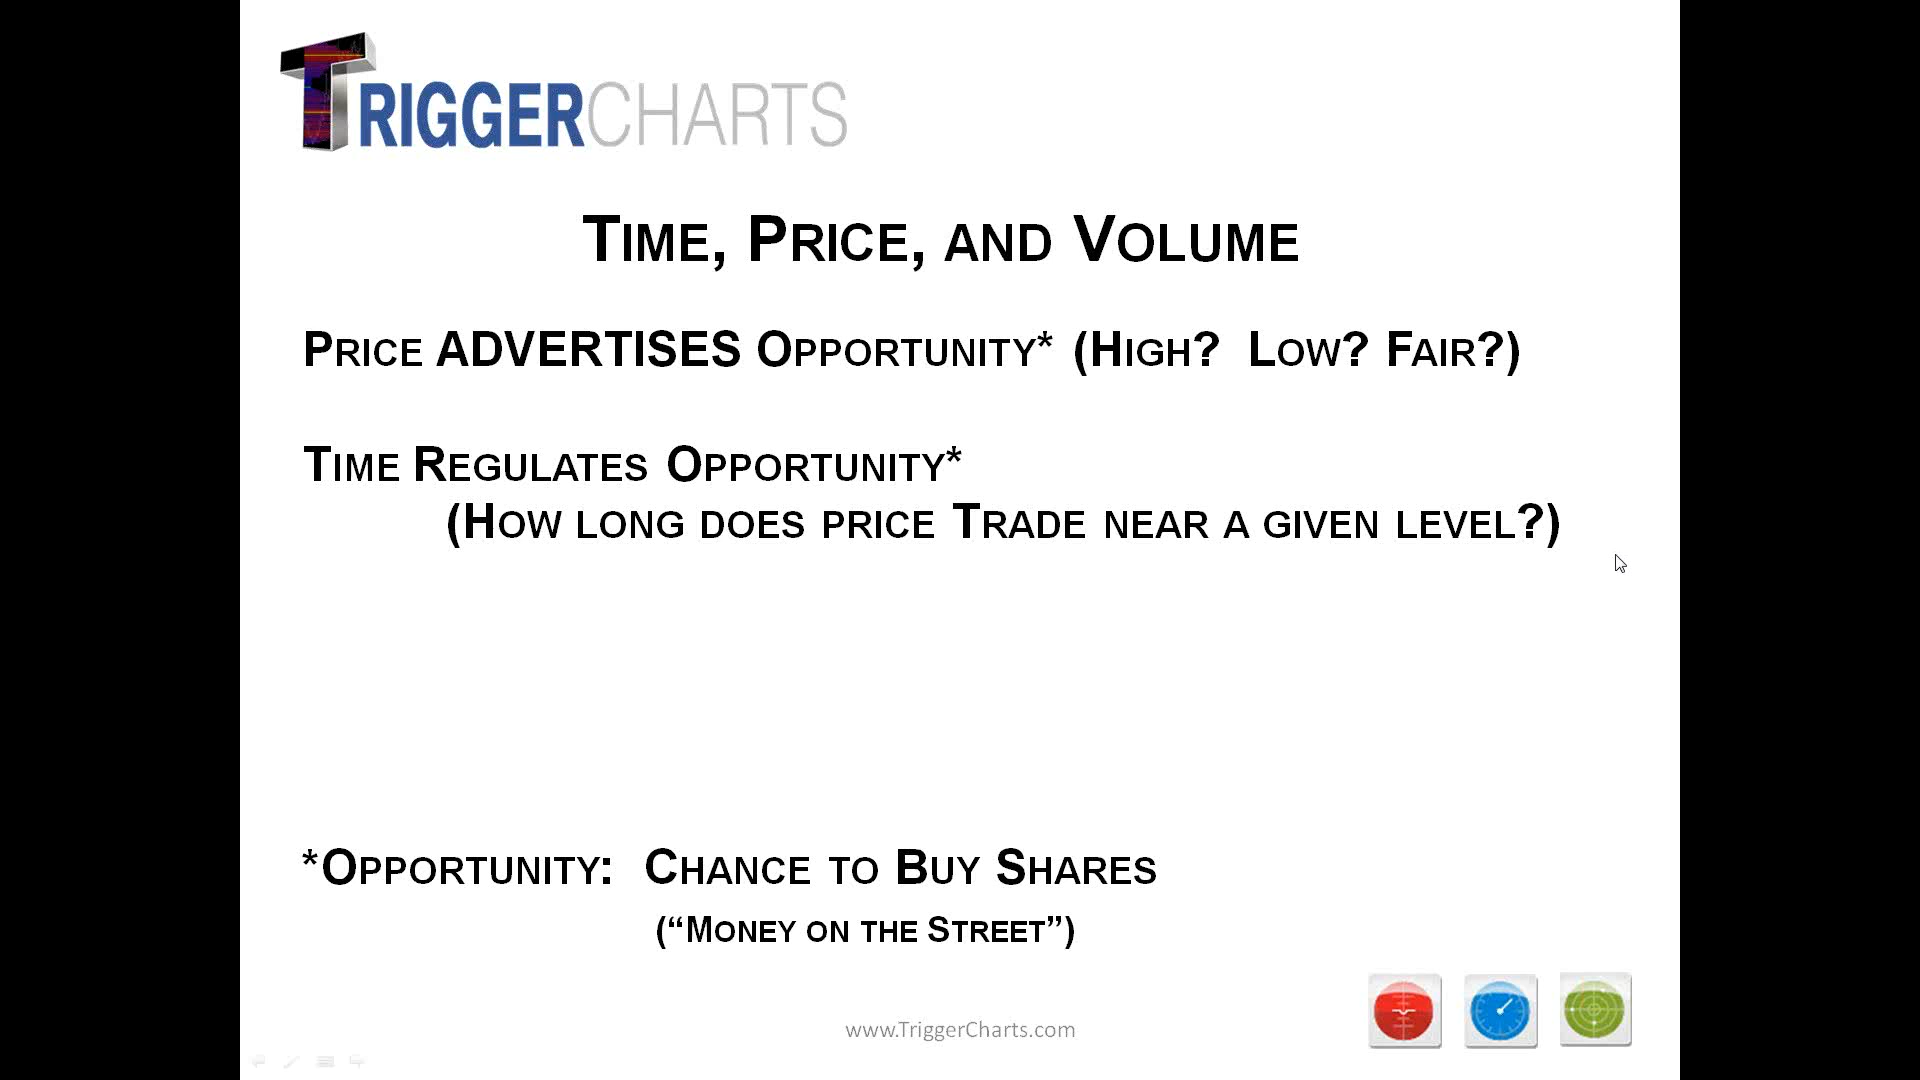 TRIGGERCHARTS
TIME, PRICE, AND VOLUME
PRICE ADVERTISES OPPORTUNITY* (HIGH? LOW? FAIR?)
TIME REGULATES OPPORTUNITY*
(HOW LONG DOES PRICE TRADE NEAR A GIVEN LEVEL?)
*OPPORTUNITY: CHANCE TO BUY SHARES
(“MONEY ON THE STREET”)
www.TriggerCharts.com